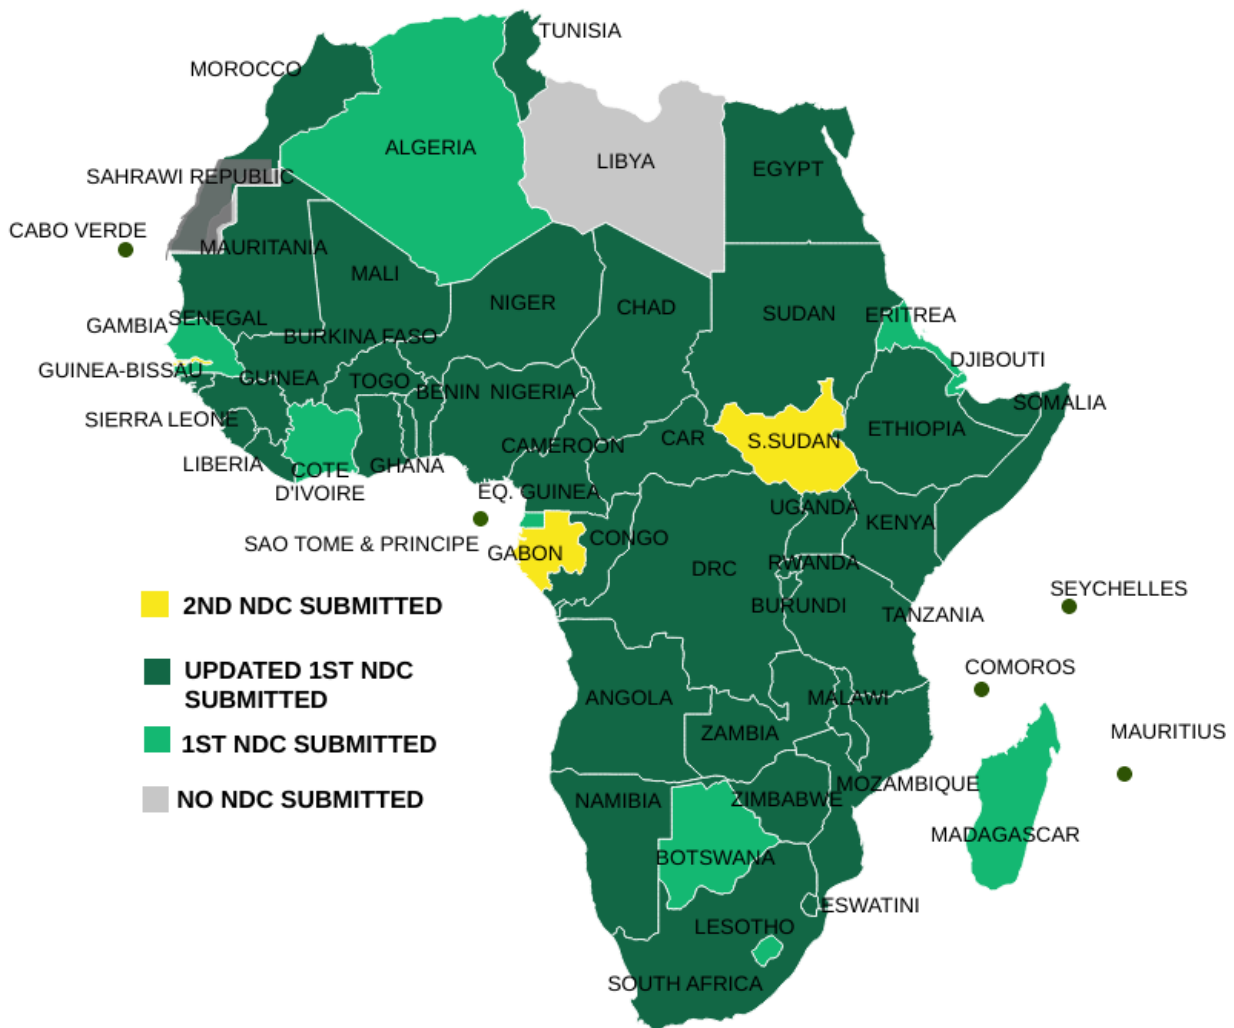 TUNISIA
MOROCCO
ALGERIA
LIBYA
EGYPT
SAHRAWI REPUBLIC
CABO VERDE
MAURITANIA
MALI
NIGER
CHAD
SUDAN
ERITREA
SENEGAL
GAMBIA
BURKINA FASO
DJIBOUTI
GUINEA-BISSAU
GUINEA
TOGO
BENIN
NIGERIA
SOMALIA
SIERRA LEONE
ETHIOPIA
CAMEROON
CAR
S.SUDAN
LIBERIA
COTE
D'IVOIRE
GHANA
EQ. GUINEA
UGANDA
KENYA
SAO TOME & PRINCIPE
GABON
CONGO
DRC
RWANDA
BURUNDI
TANZANIA
SEYCHELLES
COMOROS
ANGOLA
MALAWI
ZAMBIA
MAURITIUS
MOZAMBIQUE
NAMIBIA
ZIMBABWE
MADAGASCAR
BOTSWANA
ESWATINI
LESOTHO
SOUTH AFRICA
2ND NDC SUBMITTED
UPDATED 1ST NDC
SUBMITTED
1ST NDC SUBMITTED
NO NDC SUBMITTED